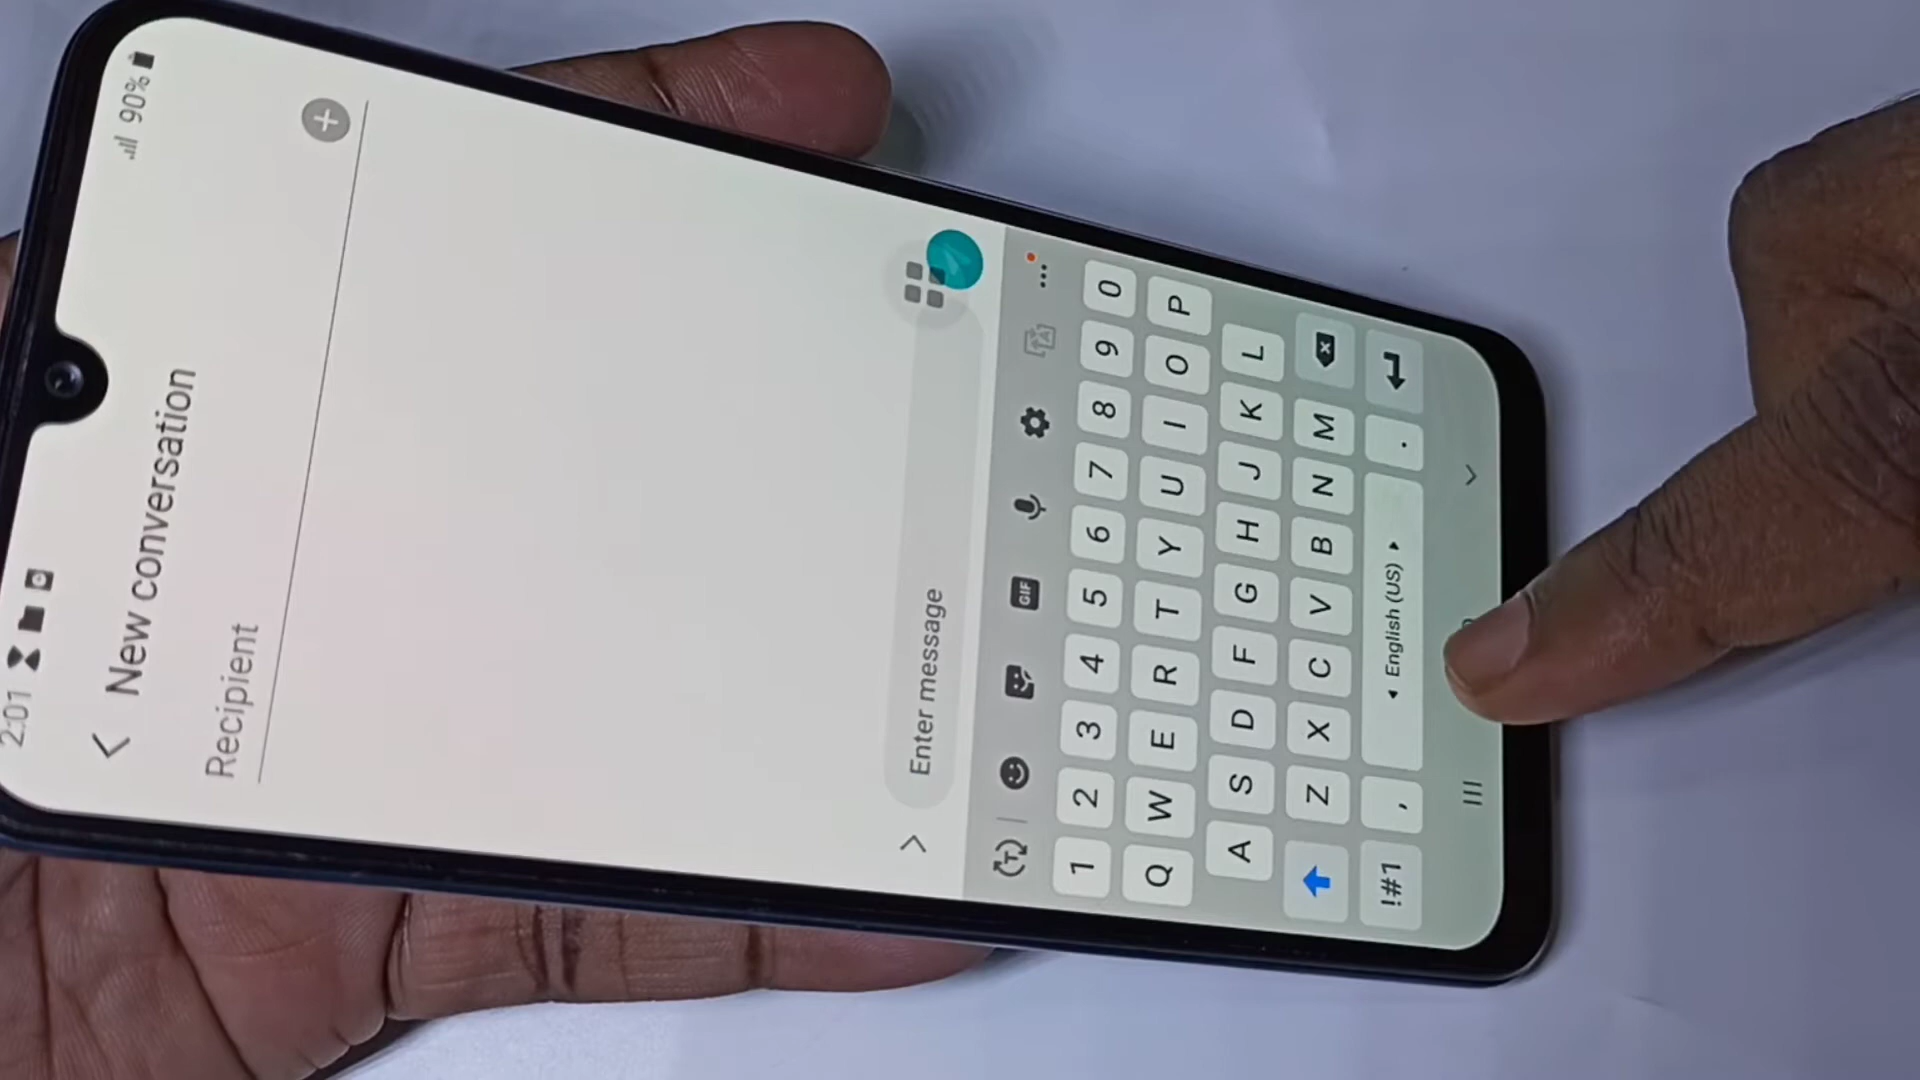 2:01 90%
New conversation
Recipient
Enter message
GIF
1 2 3 4 5 6 7 8 9 0
Q W E R T Y U I O P
A S D F G H J K L
Z X C V B N M
!#1 , English (US) .